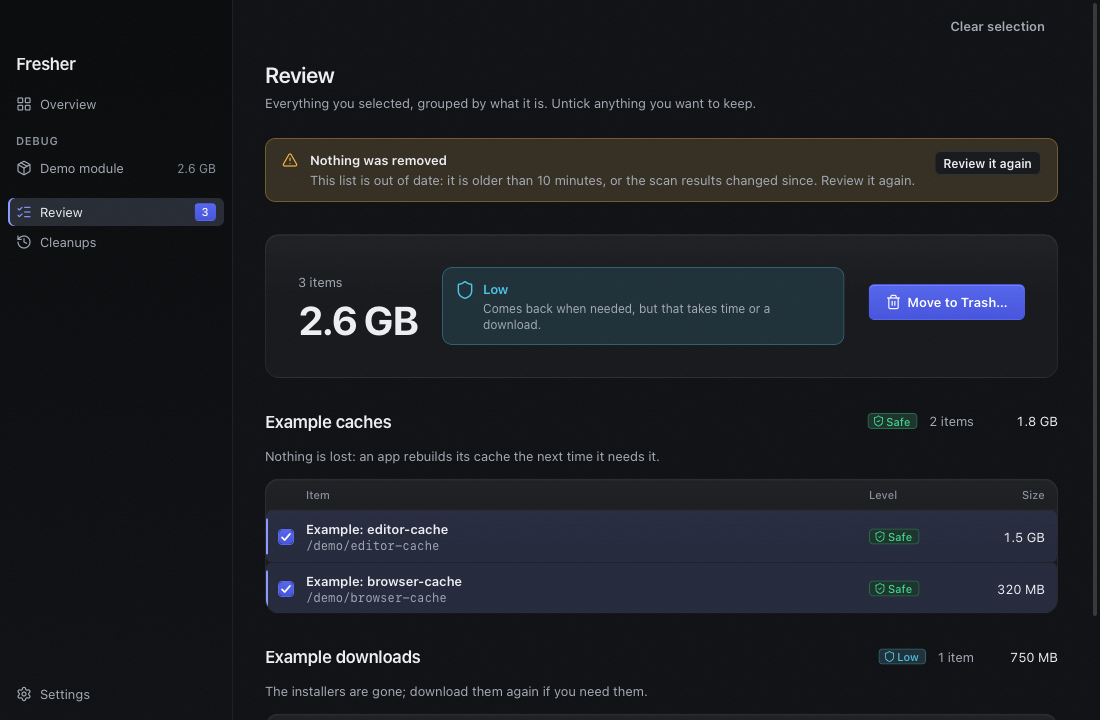 Clear selection
Fresher
Overview
DEBUG
Demo module 2.6 GB
Review 3
Cleanups
Settings
Review
Everything you selected, grouped by what it is. Untick anything you want to keep.
Nothing was removed
This list is out of date: it is older than 10 minutes, or the scan results changed since. Review it again.
Review it again
3 items
2.6 GB
Low
Comes back when needed, but that takes time or a
download.
Move to Trash...
Example caches Safe 2 items 1.8 GB
Nothing is lost: an app rebuilds its cache the next time it needs it.
Item Level Size
Example: editor-cache
/demo/editor-cache
Safe 1.5 GB
Example: browser-cache
/demo/browser-cache
Safe 320 MB
Example downloads Low 1 item 750 MB
The installers are gone; download them again if you need them.